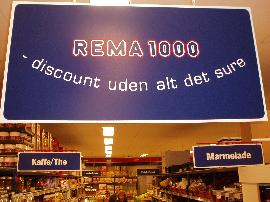 REMA 1000
- discount uden alt det sure
Kaffe/The
Marmelade